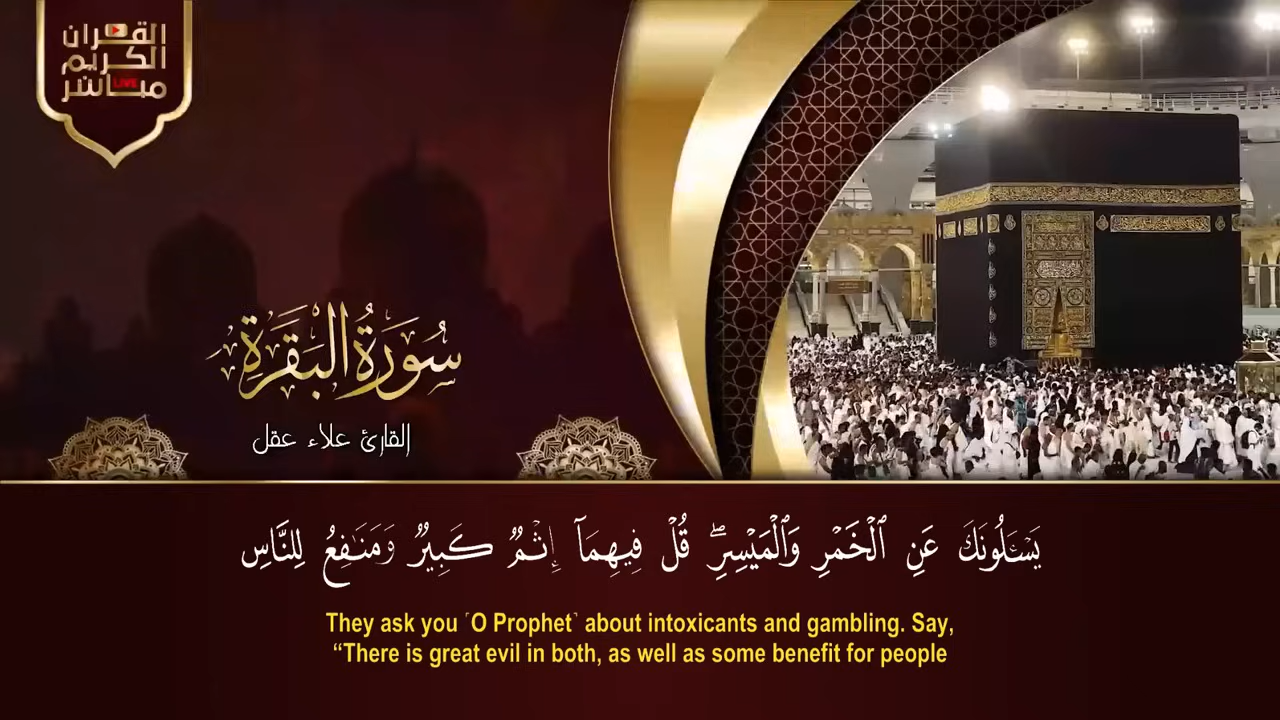 القرآن
الكريم
LIVE
مباشر
سُورَةُ البَقَرَةِ
القارئ علاء عقل
يَسْـَٔلُونَكَ عَنِ ٱلْخَمْرِ وَٱلْمَيْسِرِ ۖ قُلْ فِيهِمَآ إِثْمٌۭ كَبِيرٌۭ وَمَنَـٰفِعُ لِلنَّاسِ
They ask you ˹O Prophet˺ about intoxicants and gambling. Say,
“There is great evil in both, as well as some benefit for people